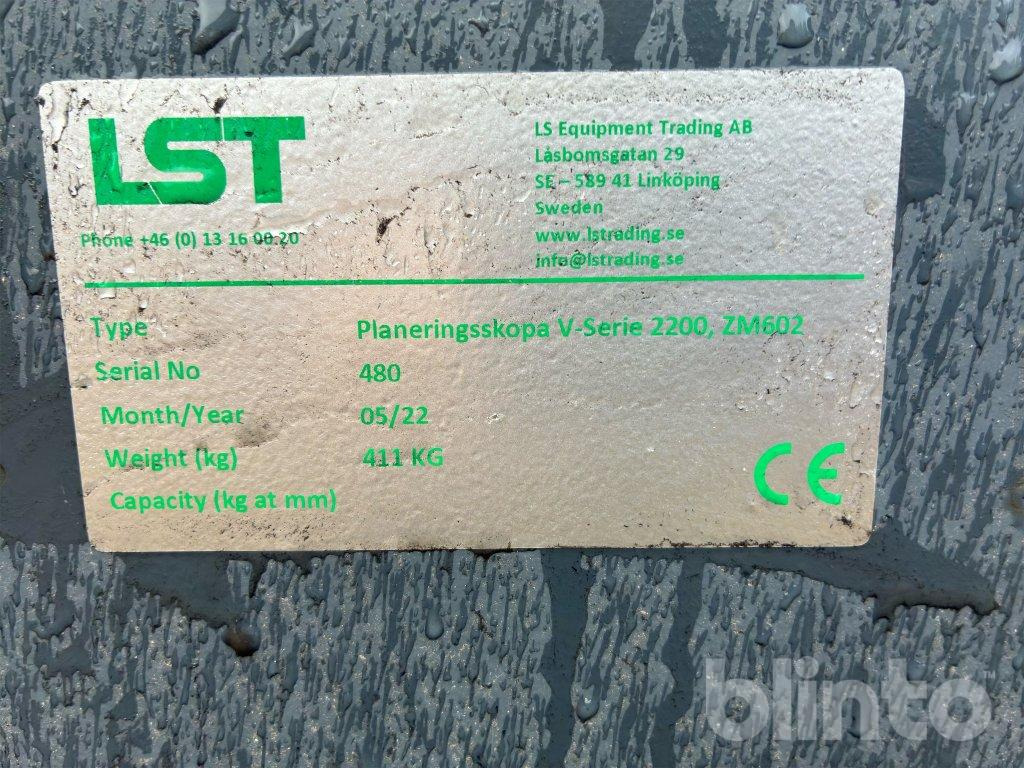 LST
Phone +46 (0) 13 16 00 20
LS Equipment Trading AB
Låsbomsgatan 29
SE – 589 41 Linköping
Sweden
www.lstrading.se
info@lstrading.se
Type Planeringsskopa V-Serie 2200, ZM602
Serial No 480
Month/Year 05/22
Weight (kg) 411 KG
Capacity (kg at mm)
CE
blinto™